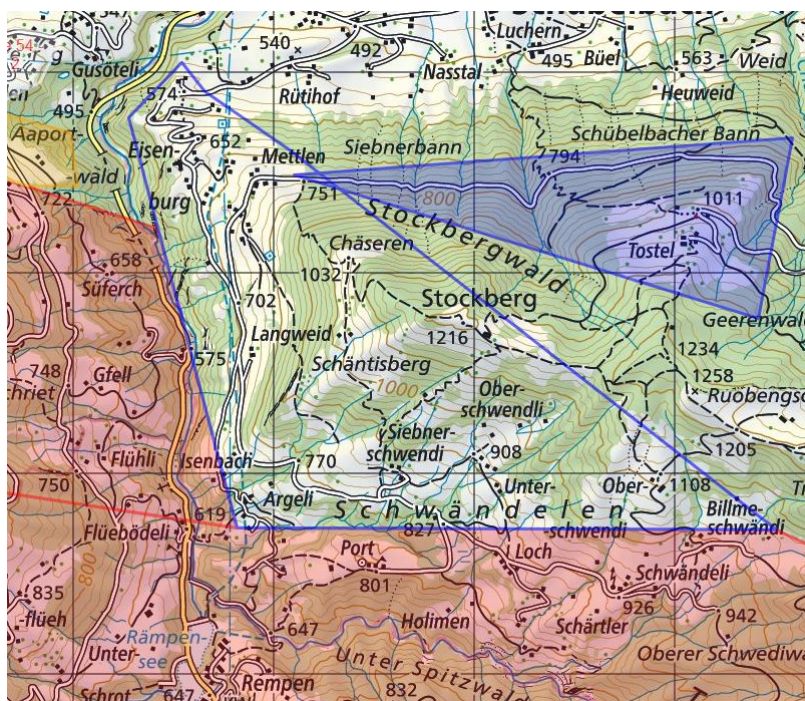 Luchern
540
492
Büel
Weid
54
Gusöteli
Nasstal
495
563
574
Rütihof
Heuweid
495
652
Siebnerbann
Schübelbacher Bann
Aaport-
Eisen-
Mettlen
794
-wald
burg
751
800
1011
722
Stockbergwald
Tostel
658
Chäseren
1032
Süferch
702
Stockberg
Geerenwald
Langweid
1216
575
Schäntisberg
1234
748
Gfell
1000
Ober-
schwendli
1258
chriet
Ruobengs
Flühli
Isenbach
Siebner-
schwendi
908
1205
770
750
Argeli
Unter-
schwendi
Ober-
1108
Billme-
schwändi
Schwändelen
619
Flüebödeli
827
Loch
Port
801
Schwändeli
800
835
-flüeh
926
942
Holimen
Schärtler
647
Rämpen-
see
Unter-
Oberer Schwediwa
Unter Spitzwald
Schrot
647
Rempen
832